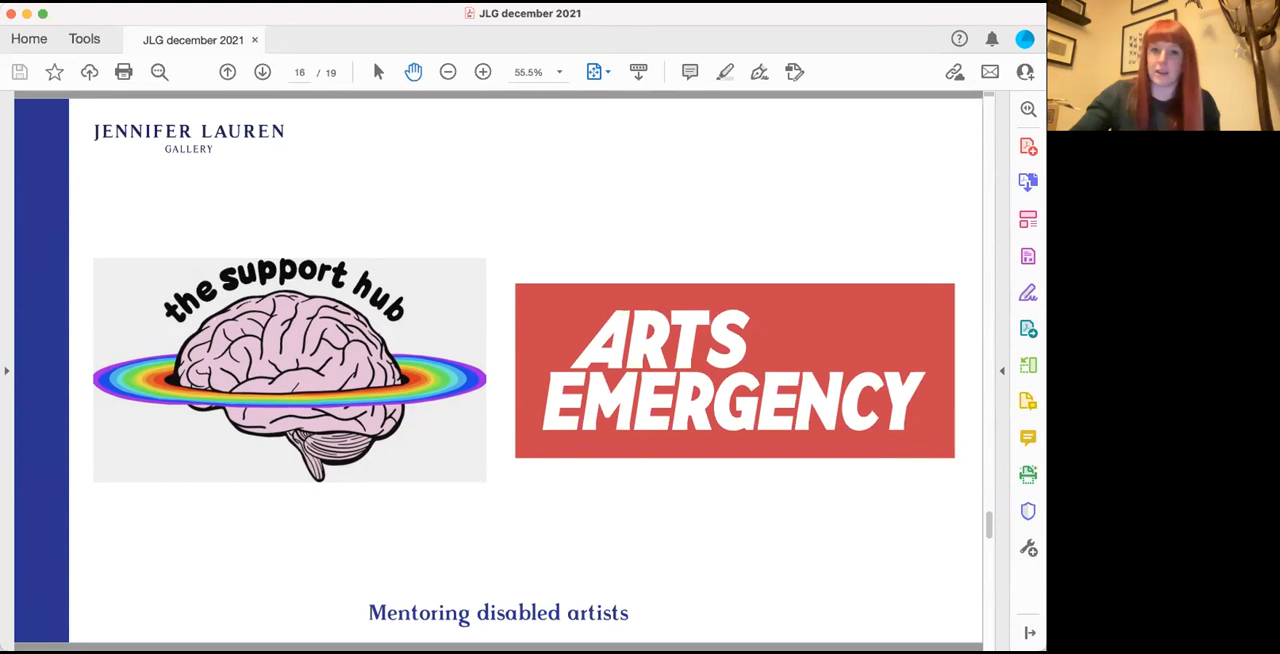 JLG december 2021
Home
Tools
JLG december 2021
16 / 19
55.5%
JENNIFER LAUREN
GALLERY
the support hub
ARTS
EMERGENCY
Mentoring disabled artists